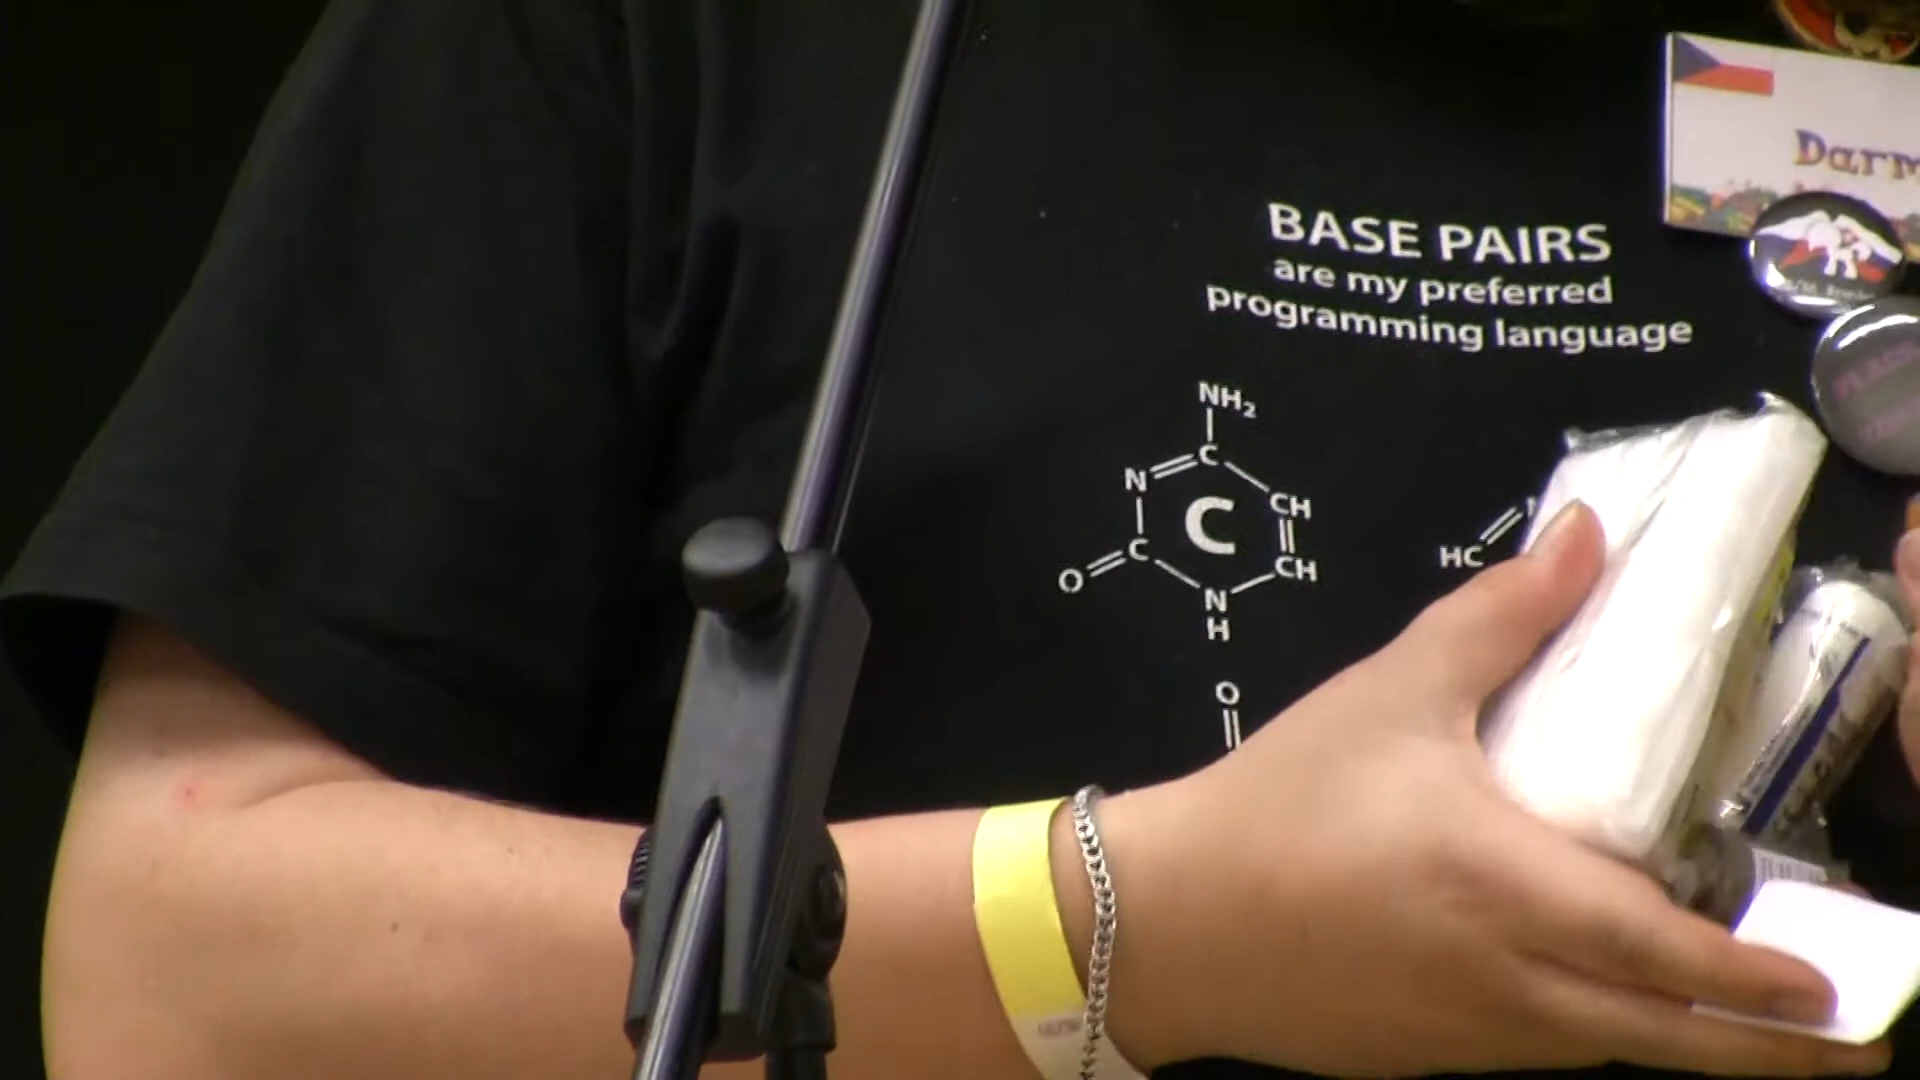 BASE PAIRS
are my preferred
programming language
Darm
NH₂
C
N
CH
C
HC
C
CH
O
N
H
O